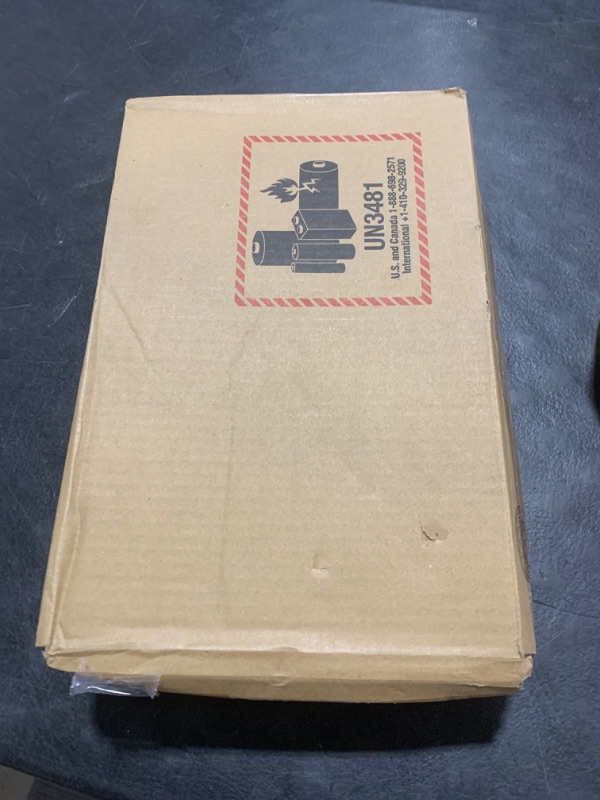 UN3481
U.S. and Canada 1-888-698-2571
International +1-410-329-9200